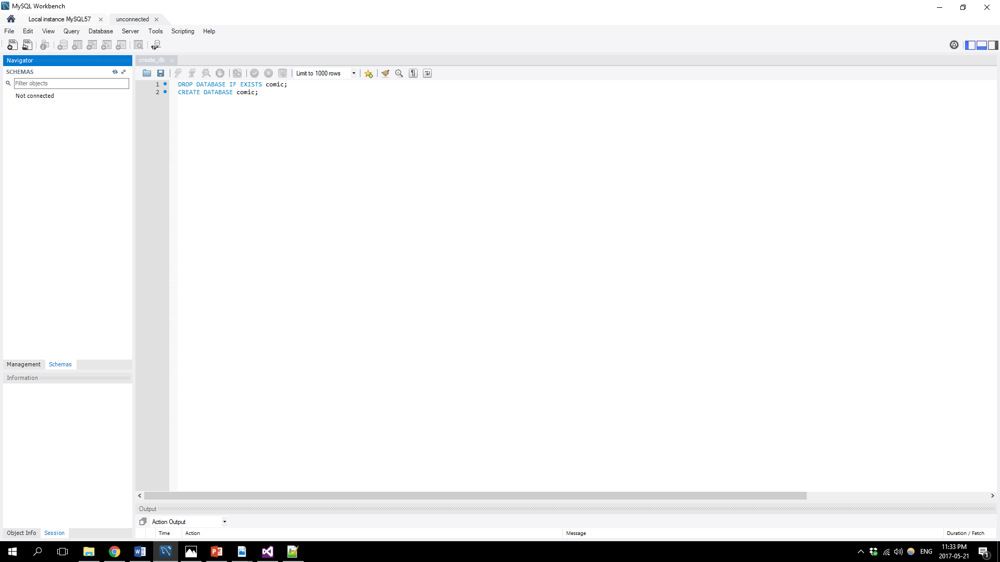 MySQL Workbench
Local instance MySQL57
unconnected
File Edit View Query Database Server Tools Scripting Help
SQL SQL
Navigator
create_db
SCHEMAS
Limit to 1000 rows
Filter objects
Not connected
1 DROP DATABASE IF EXISTS comic;
2 CREATE DATABASE comic;
Management Schemas
Information
Output
Action Output
Object Info Session
Time Action Message Duration / Fetch
ENG
11:33 PM
2017-05-21
1